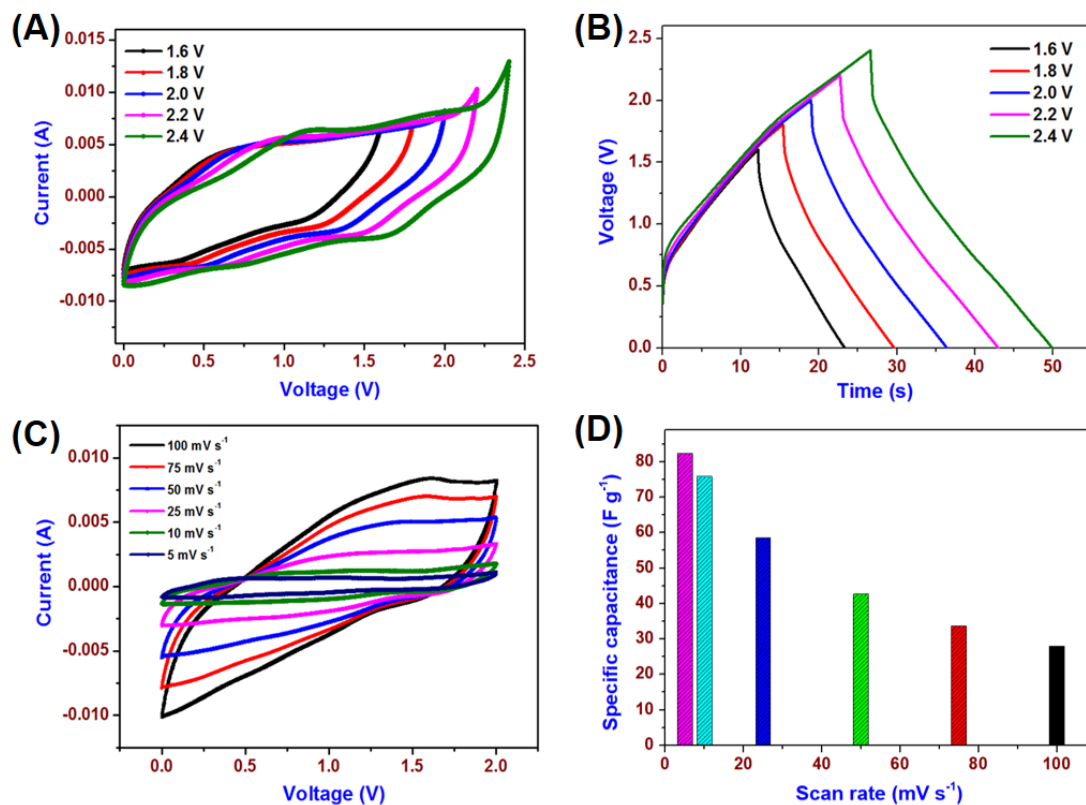 (A)
0.015
0.010
0.005
0.000
-0.005
-0.010
Current (A)
1.6 V
1.8 V
2.0 V
2.2 V
2.4 V
0.0 0.5 1.0 1.5 2.0 2.5
Voltage (V)
(B)
2.5
2.0
1.5
1.0
0.5
0.0
Voltage (V)
1.6 V
1.8 V
2.0 V
2.2 V
2.4 V
0 10 20 30 40 50
Time (s)
(C)
0.010
0.005
0.000
-0.005
-0.010
Current (A)
100 mV s⁻¹
75 mV s⁻¹
50 mV s⁻¹
25 mV s⁻¹
10 mV s⁻¹
5 mV s⁻¹
0.0 0.5 1.0 1.5 2.0
Voltage (V)
(D)
80
70
60
50
40
30
20
10
0
Specific capacitance (F g⁻¹)
0 20 40 60 80 100
Scan rate (mV s⁻¹)